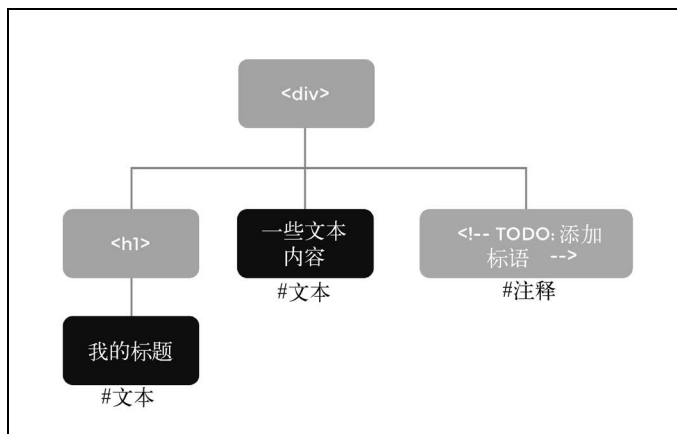 <div>
<h1>
一些文本
内容
#文本
<!-- TODO: 添加
标语 -->
#注释
我的标题
#文本